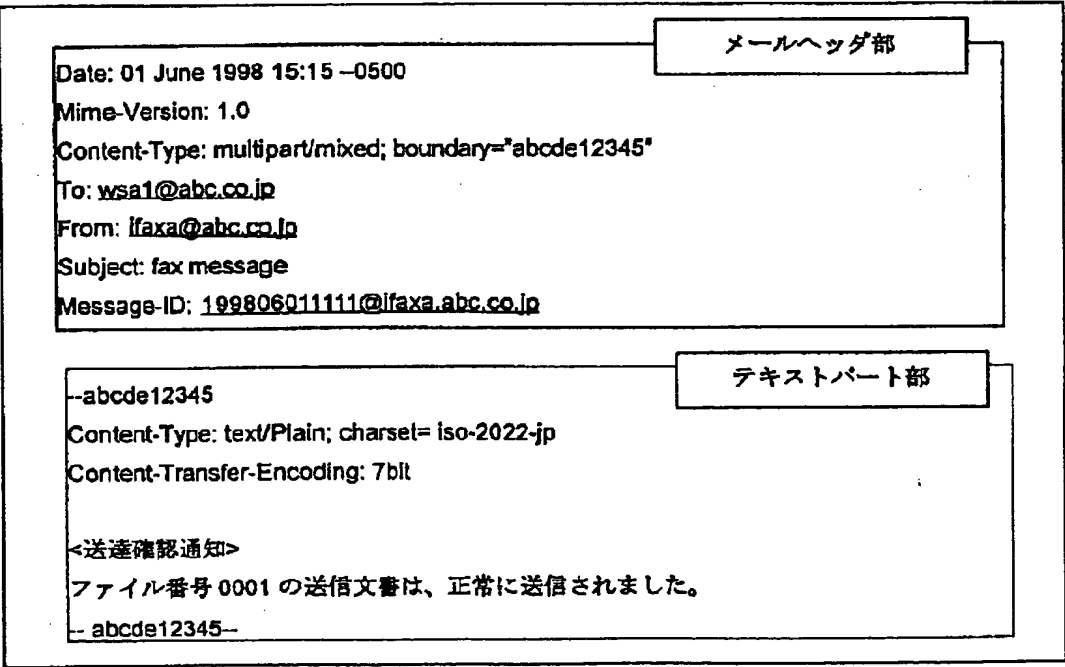 メールヘッダ部
Date: 01 June 1998 15:15 –0500
Mime-Version: 1.0
Content-Type: multipart/mixed; boundary="abcde12345"
To: wsa1@abc.co.jp
From: ifaxa@abc.co.jp
Subject: fax message
Message-ID: 199806011111@ifaxa.abc.co.jp
テキストパート部
--abcde12345
Content-Type: text/Plain; charset= iso-2022-jp
Content-Transfer-Encoding: 7bit
<送達確認通知>
ファイル番号 0001 の送信文書は、正常に送信されました。
-- abcde12345--